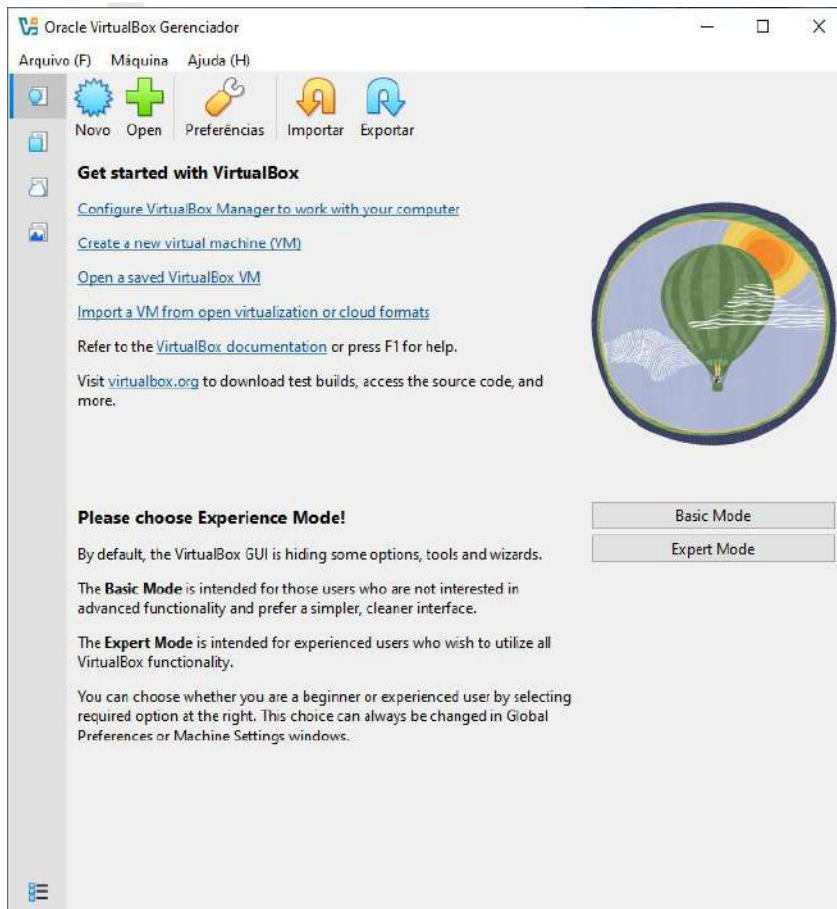 Oracle VirtualBox Gerenciador
Arquivo (F) Máquina Ajuda (H)
Novo Open Preferências Importar Exportar
Get started with VirtualBox
Configure VirtualBox Manager to work with your computer
Create a new virtual machine (VM)
Open a saved VirtualBox VM
Import a VM from open virtualization or cloud formats
Refer to the VirtualBox documentation or press F1 for help.
Visit virtualbox.org to download test builds, access the source code, and
more.
Please choose Experience Mode!
By default, the VirtualBox GUI is hiding some options, tools and wizards.
The Basic Mode is intended for those users who are not interested in
advanced functionality and prefer a simpler, cleaner interface.
The Expert Mode is intended for experienced users who wish to utilize all
VirtualBox functionality.
You can choose whether you are a beginner or experienced user by selecting
required option at the right. This choice can always be changed in Global
Preferences or Machine Settings windows.
Basic Mode
Expert Mode